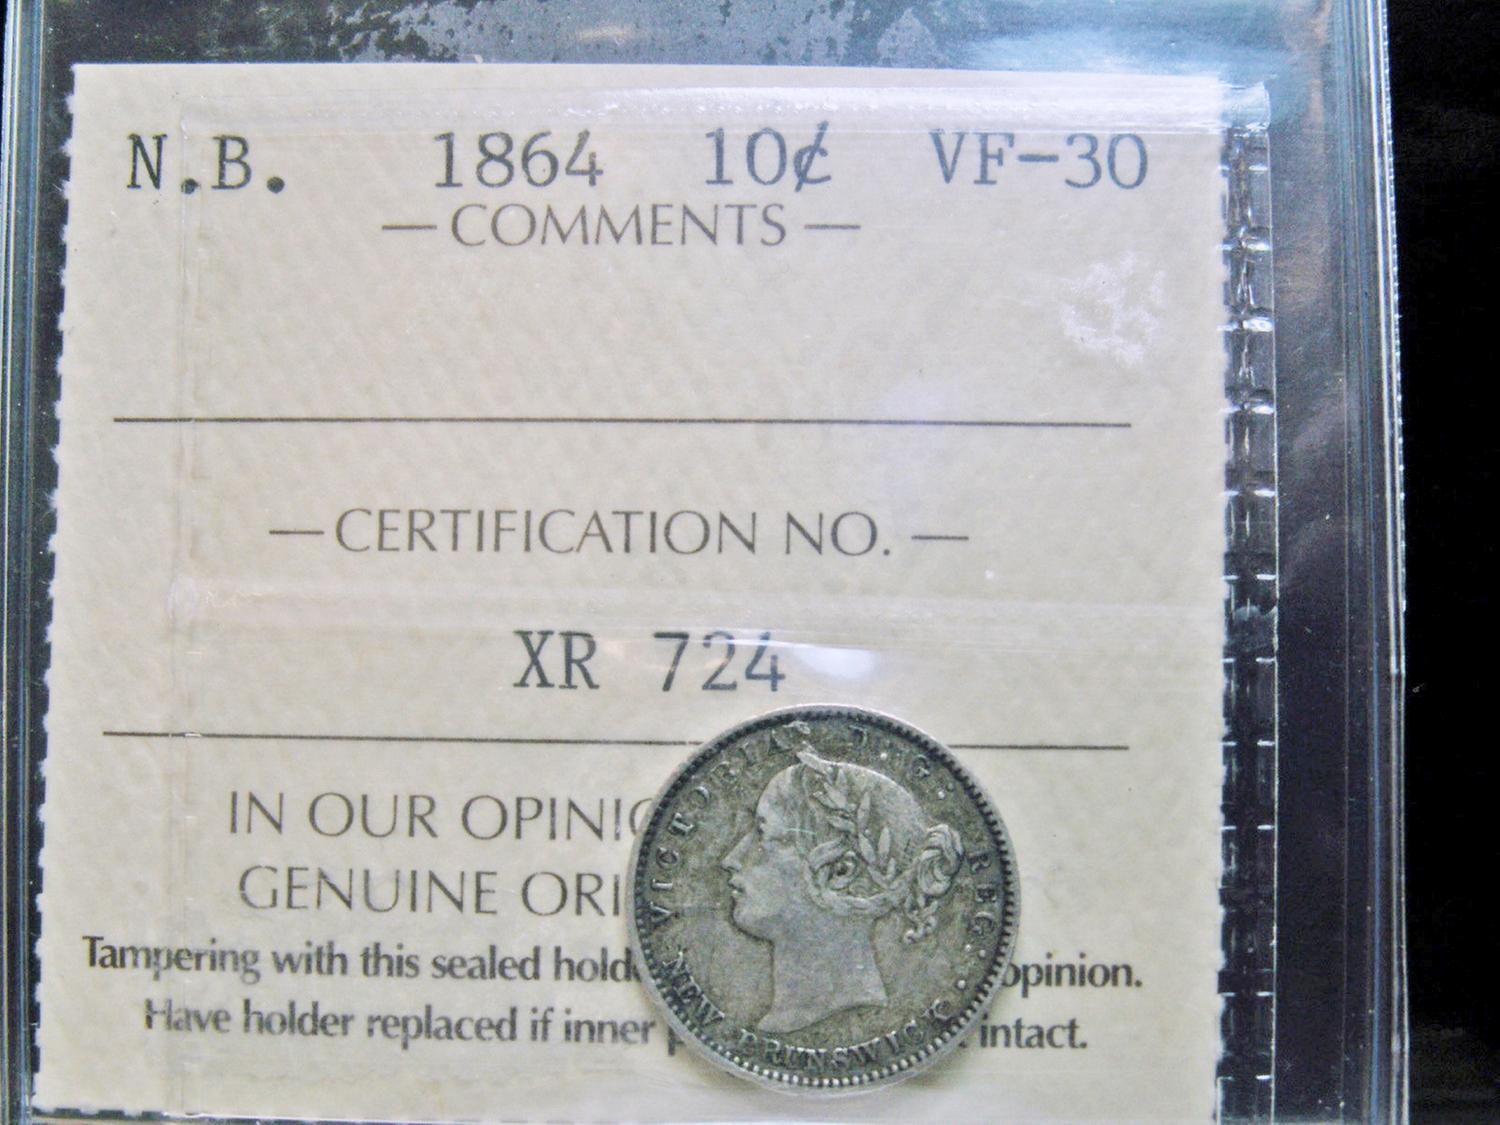 N.B. 1864 10¢ VF-30
— COMMENTS —
— CERTIFICATION NO. —
XR 724
IN OUR OPINI
GENUINE ORI
Tampering with this sealed hold opinion.
Have holder replaced if inner intact.
VICTORIA D.G. REG.
NEW BRUNSWICK